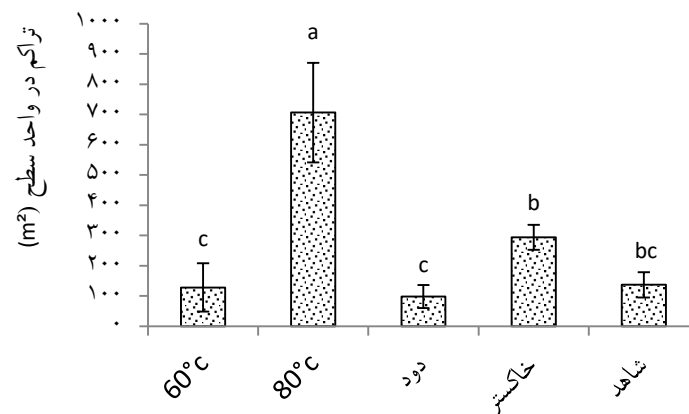 تراکم در واحد سطح (m²)
۱۰۰۰
۹۰۰
۸۰۰
۷۰۰
۶۰۰
۵۰۰
۴۰۰
۳۰۰
۲۰۰
۱۰۰
۰
c
a
c
b
bc
60°c
80°c
دود
خاکستر
شاهد